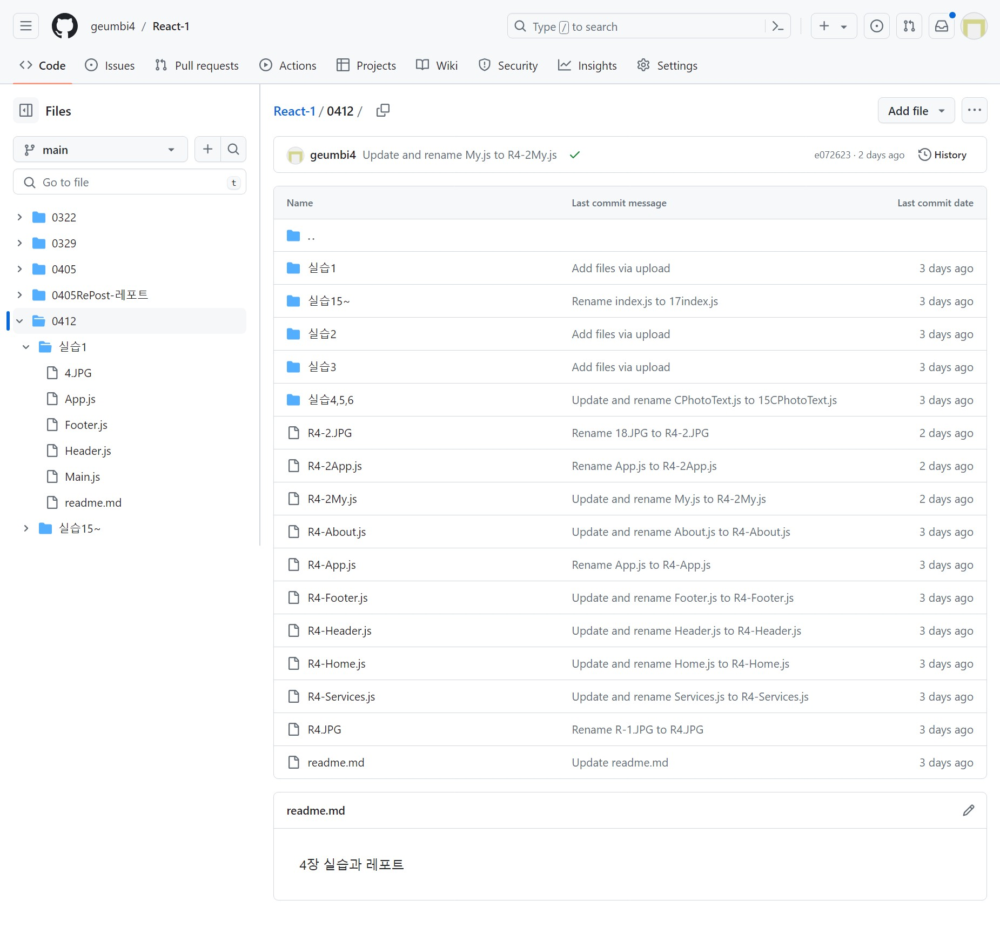 geumbi4 / React-1
Type / to search
Code Issues Pull requests Actions Projects Wiki Security Insights Settings
Files
main
Go to file t
0322
0329
0405
0405RePost-레포트
0412
실습1
4.JPG
App.js
Footer.js
Header.js
Main.js
readme.md
실습15~
React-1 / 0412 /
Add file
geumbi4 Update and rename My.js to R4-2My.js e072623 · 2 days ago History
Name Last commit message Last commit date
..
실습1 Add files via upload 3 days ago
실습15~ Rename index.js to 17index.js 3 days ago
실습2 Add files via upload 3 days ago
실습3 Add files via upload 3 days ago
실습4,5,6 Update and rename CPhotoText.js to 15CPhotoText.js 3 days ago
R4-2.JPG Rename 18.JPG to R4-2.JPG 2 days ago
R4-2App.js Rename App.js to R4-2App.js 2 days ago
R4-2My.js Update and rename My.js to R4-2My.js 2 days ago
R4-About.js Update and rename About.js to R4-About.js 3 days ago
R4-App.js Rename App.js to R4-App.js 3 days ago
R4-Footer.js Update and rename Footer.js to R4-Footer.js 3 days ago
R4-Header.js Update and rename Header.js to R4-Header.js 3 days ago
R4-Home.js Update and rename Home.js to R4-Home.js 3 days ago
R4-Services.js Update and rename Services.js to R4-Services.js 3 days ago
R4.JPG Rename R-1.JPG to R4.JPG 3 days ago
readme.md Update readme.md 3 days ago
readme.md
4장 실습과 레포트